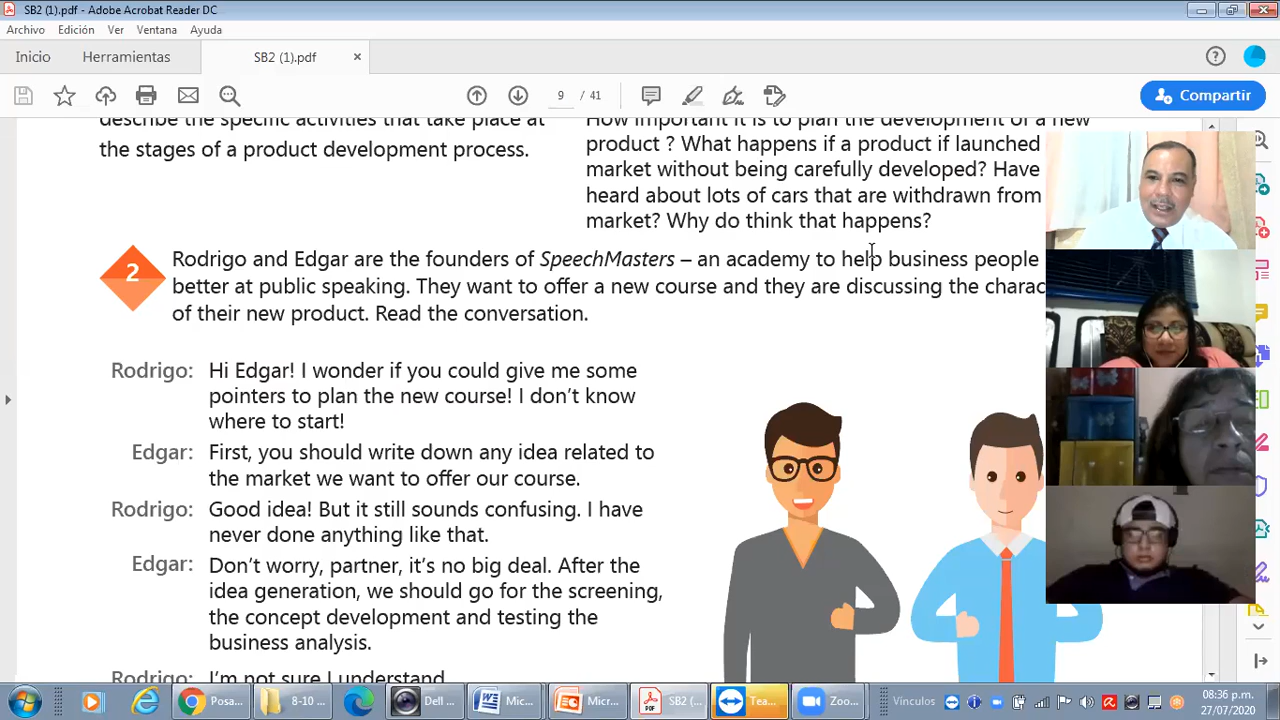 SB2 (1).pdf - Adobe Acrobat Reader DC
Archivo Edición Ver Ventana Ayuda
Inicio Herramientas SB2 (1).pdf ×
9 / 41 Compartir
describe the specific activities that take place at
the stages of a product development process.
How important it is to plan the development of a new
product ? What happens if a product if launched
market without being carefully developed? Have
heard about lots of cars that are withdrawn from
market? Why do think that happens?
2
Rodrigo and Edgar are the founders of SpeechMasters – an academy to help business people
better at public speaking. They want to offer a new course and they are discussing the charac
of their new product. Read the conversation.
Rodrigo: Hi Edgar! I wonder if you could give me some
pointers to plan the new course! I don't know
where to start!
Edgar: First, you should write down any idea related to
the market we want to offer our course.
Rodrigo: Good idea! But it still sounds confusing. I have
never done anything like that.
Edgar: Don't worry, partner, it's no big deal. After the
idea generation, we should go for the screening,
the concept development and testing the
business analysis.
Rodrigo: I'm not sure I understand
Posa... 8-10 ... Dell ... Mic... Micr... SB2 (... Tea... Zoo... Vínculos 08:36 p.m.
27/07/2020